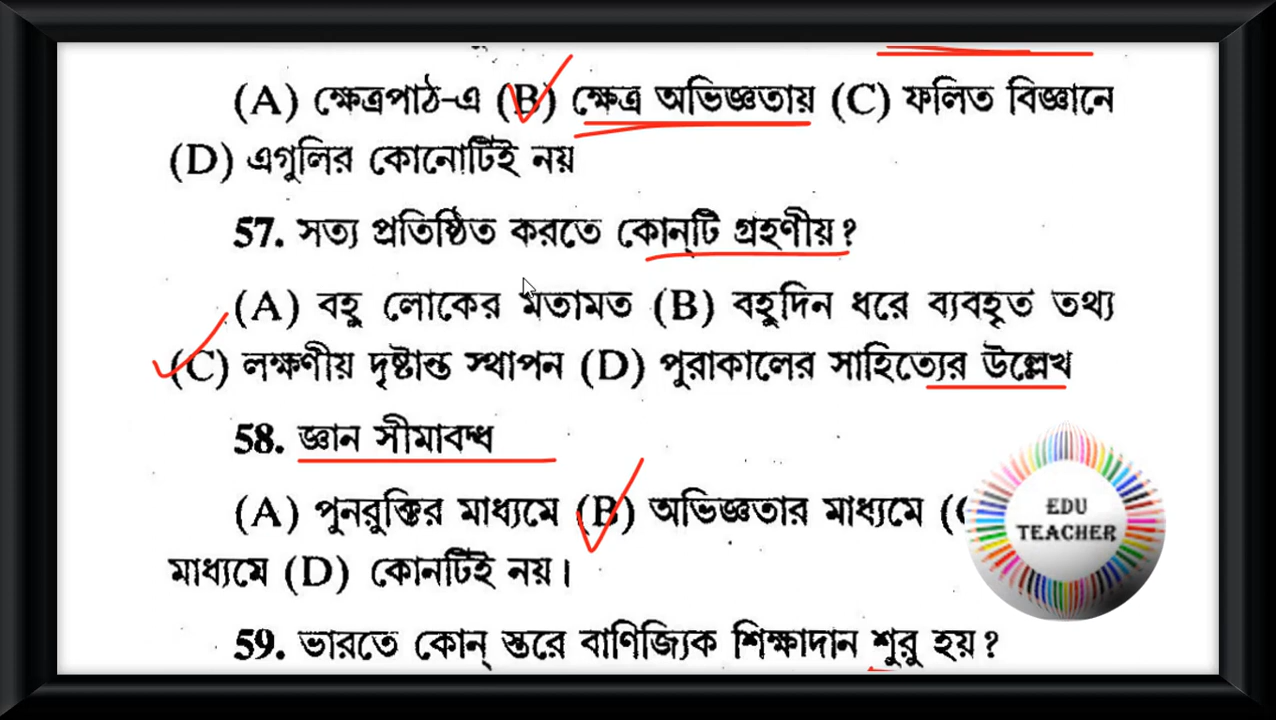 (A) ক্ষেত্রপাঠ-এ (B) ক্ষেত্র অভিজ্ঞতায় (C) ফলিত বিজ্ঞানে
(D) এগুলির কোনোটিই নয়
57. সত্য প্রতিষ্ঠিত করতে কোন্‌টি গ্রহণীয়?
(A) বহু লোকের মতামত (B) বহুদিন ধরে ব্যবহৃত তথ্য
(C) লক্ষণীয় দৃষ্টান্ত স্থাপন (D) পুরাকালের সাহিত্যের উল্লেখ
58. জ্ঞান সীমাবদ্ধ
(A) পুনরুক্তির মাধ্যমে (B) অভিজ্ঞতার মাধ্যমে (
মাধ্যমে (D) কোনটিই নয়।
59. ভারতে কোন্ স্তরে বাণিজ্যিক শিক্ষাদান শুরু হয়?
EDU
TEACHER